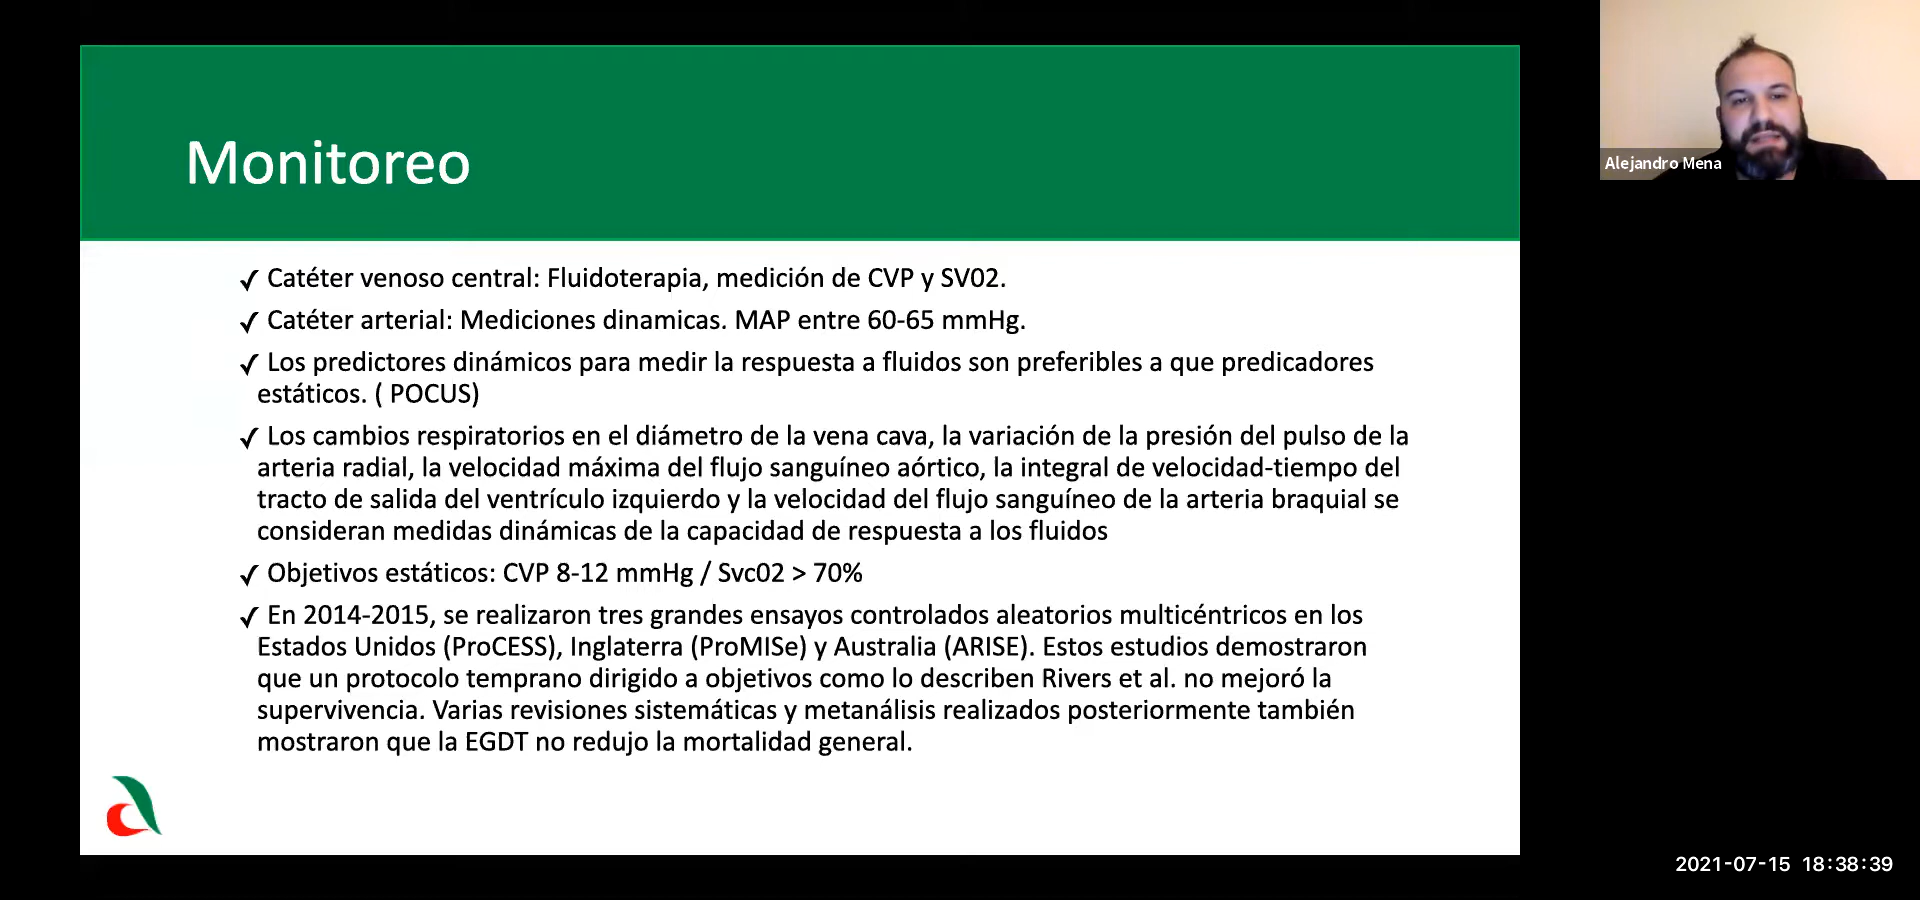 Monitoreo
✓ Catéter venoso central: Fluidoterapia, medición de CVP y SV02.
✓ Catéter arterial: Mediciones dinamicas. MAP entre 60-65 mmHg.
✓ Los predictores dinámicos para medir la respuesta a fluidos son preferibles a que predicadores
estáticos. ( POCUS)
✓ Los cambios respiratorios en el diámetro de la vena cava, la variación de la presión del pulso de la
arteria radial, la velocidad máxima del flujo sanguíneo aórtico, la integral de velocidad-tiempo del
tracto de salida del ventrículo izquierdo y la velocidad del flujo sanguíneo de la arteria braquial se
consideran medidas dinámicas de la capacidad de respuesta a los fluidos
✓ Objetivos estáticos: CVP 8-12 mmHg / Svc02 > 70%
✓ En 2014-2015, se realizaron tres grandes ensayos controlados aleatorios multicéntricos en los
Estados Unidos (ProCESS), Inglaterra (ProMISe) y Australia (ARISE). Estos estudios demostraron
que un protocolo temprano dirigido a objetivos como lo describen Rivers et al. no mejoró la
supervivencia. Varias revisiones sistemáticas y metanálisis realizados posteriormente también
mostraron que la EGDT no redujo la mortalidad general.
Alejandro Mena
2021-07-15 18:38:39